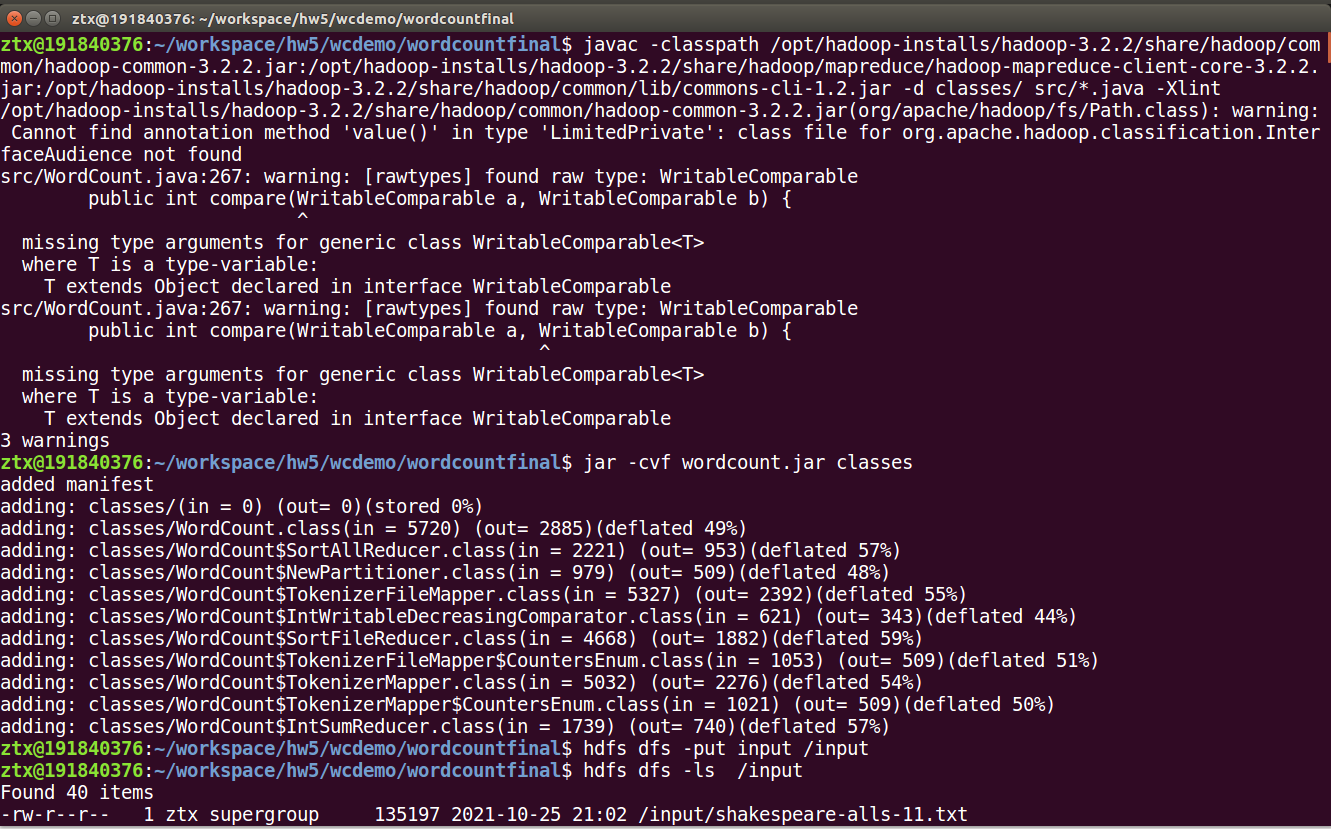 ztx@191840376: ~/workspace/hw5/wcdemo/wordcountfinal
ztx@191840376:~/workspace/hw5/wcdemo/wordcountfinal$ javac -classpath /opt/hadoop-installs/hadoop-3.2.2/share/hadoop/com
mon/hadoop-common-3.2.2.jar:/opt/hadoop-installs/hadoop-3.2.2/share/hadoop/mapreduce/hadoop-mapreduce-client-core-3.2.2.
jar:/opt/hadoop-installs/hadoop-3.2.2/share/hadoop/common/lib/commons-cli-1.2.jar -d classes/ src/*.java -Xlint
/opt/hadoop-installs/hadoop-3.2.2/share/hadoop/common/hadoop-common-3.2.2.jar(org/apache/hadoop/fs/Path.class): warning:
 Cannot find annotation method 'value()' in type 'LimitedPrivate': class file for org.apache.hadoop.classification.Inter
faceAudience not found
src/WordCount.java:267: warning: [rawtypes] found raw type: WritableComparable
        public int compare(WritableComparable a, WritableComparable b) {
                           ^
  missing type arguments for generic class WritableComparable<T>
  where T is a type-variable:
    T extends Object declared in interface WritableComparable
src/WordCount.java:267: warning: [rawtypes] found raw type: WritableComparable
        public int compare(WritableComparable a, WritableComparable b) {
                                                 ^
  missing type arguments for generic class WritableComparable<T>
  where T is a type-variable:
    T extends Object declared in interface WritableComparable
3 warnings
ztx@191840376:~/workspace/hw5/wcdemo/wordcountfinal$ jar -cvf wordcount.jar classes
added manifest
adding: classes/(in = 0) (out= 0)(stored 0%)
adding: classes/WordCount.class(in = 5720) (out= 2885)(deflated 49%)
adding: classes/WordCount$SortAllReducer.class(in = 2221) (out= 953)(deflated 57%)
adding: classes/WordCount$NewPartitioner.class(in = 979) (out= 509)(deflated 48%)
adding: classes/WordCount$TokenizerFileMapper.class(in = 5327) (out= 2392)(deflated 55%)
adding: classes/WordCount$IntWritableDecreasingComparator.class(in = 621) (out= 343)(deflated 44%)
adding: classes/WordCount$SortFileReducer.class(in = 4668) (out= 1882)(deflated 59%)
adding: classes/WordCount$TokenizerFileMapper$CountersEnum.class(in = 1053) (out= 509)(deflated 51%)
adding: classes/WordCount$TokenizerMapper.class(in = 5032) (out= 2276)(deflated 54%)
adding: classes/WordCount$TokenizerMapper$CountersEnum.class(in = 1021) (out= 509)(deflated 50%)
adding: classes/WordCount$IntSumReducer.class(in = 1739) (out= 740)(deflated 57%)
ztx@191840376:~/workspace/hw5/wcdemo/wordcountfinal$ hdfs dfs -put input /input
ztx@191840376:~/workspace/hw5/wcdemo/wordcountfinal$ hdfs dfs -ls  /input
Found 40 items
-rw-r--r--   1 ztx supergroup     135197 2021-10-25 21:02 /input/shakespeare-alls-11.txt